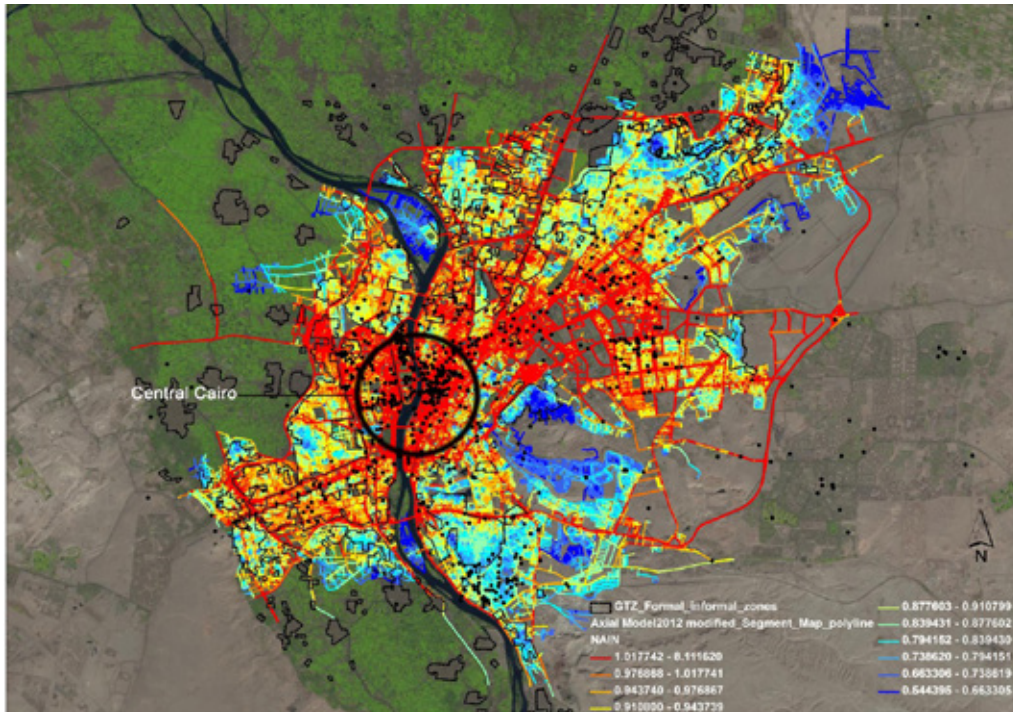 Central Cairo
N
GTZ_Formal_informal_zones
Axial Model2012 modified_Segment_Map_polyline
NAIN
1.017742 - 8.111620
0.976868 - 1.017741
0.943740 - 0.976867
0.910800 - 0.943739
0.877603 - 0.910799
0.839431 - 0.877602
0.794152 - 0.839430
0.738620 - 0.794151
0.663306 - 0.738619
0.544395 - 0.663305